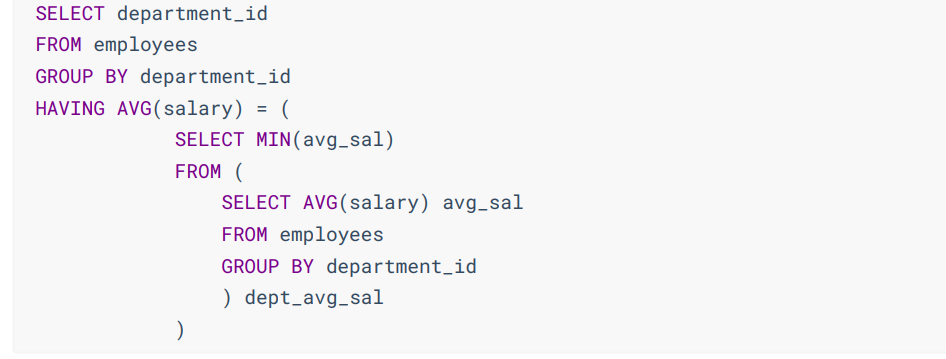 SELECT department_id
FROM employees
GROUP BY department_id
HAVING AVG(salary) = (
SELECT MIN(avg_sal)
FROM (
SELECT AVG(salary) avg_sal
FROM employees
GROUP BY department_id
) dept_avg_sal
)